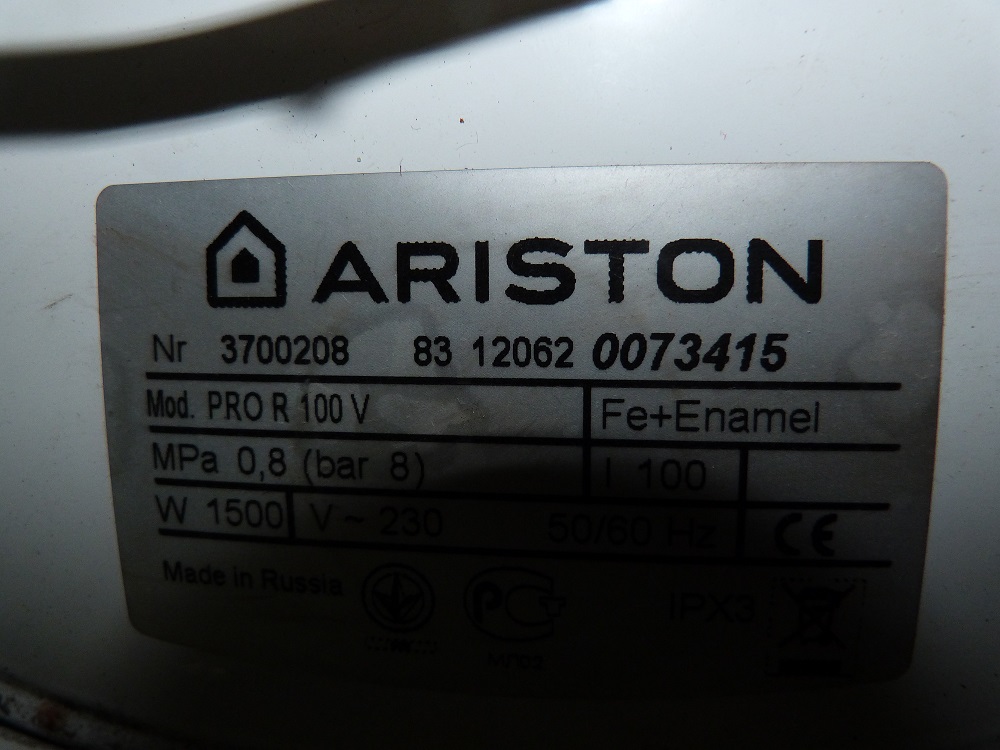 ARISTON
Nr 3700208 83 12062 0073415
Mod. PRO R 100 V Fe+Enamel
MPa 0,8 (bar 8) l 100
W 1500 V ~ 230 50/60 Hz CE
Made in Russia IPX3